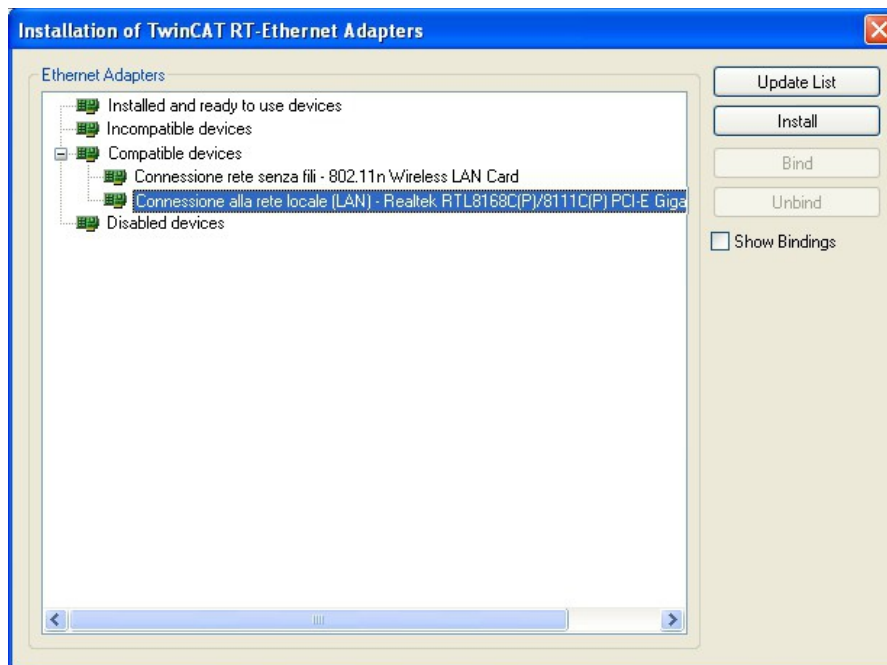 Installation of TwinCAT RT-Ethernet Adapters
Ethernet Adapters
Installed and ready to use devices
Incompatible devices
Compatible devices
Connessione rete senza fili - 802.11n Wireless LAN Card
Connessione alla rete locale (LAN) - Realtek RTL8168C(P)/8111C(P) PCI-E Giga
Disabled devices
Update List
Install
Bind
Unbind
Show Bindings